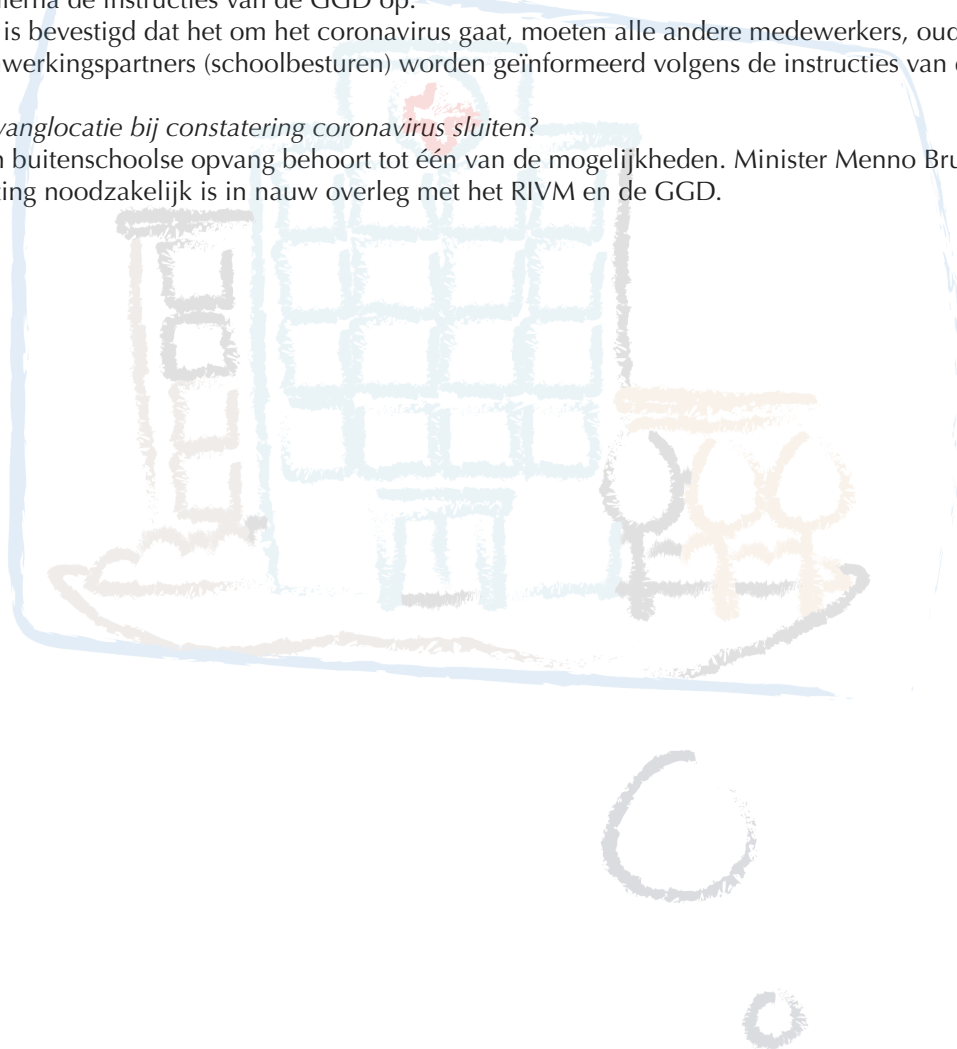 ierna de instructies van de GGD op.
is bevestigd dat het om het coronavirus gaat, moeten alle andere medewerkers, oud
werkingspartners (schoolbesturen) worden geïnformeerd volgens de instructies van
vanglocatie bij constatering coronavirus sluiten?
n buitenschoolse opvang behoort tot één van de mogelijkheden. Minister Menno Bru
ting noodzakelijk is in nauw overleg met het RIVM en de GGD.